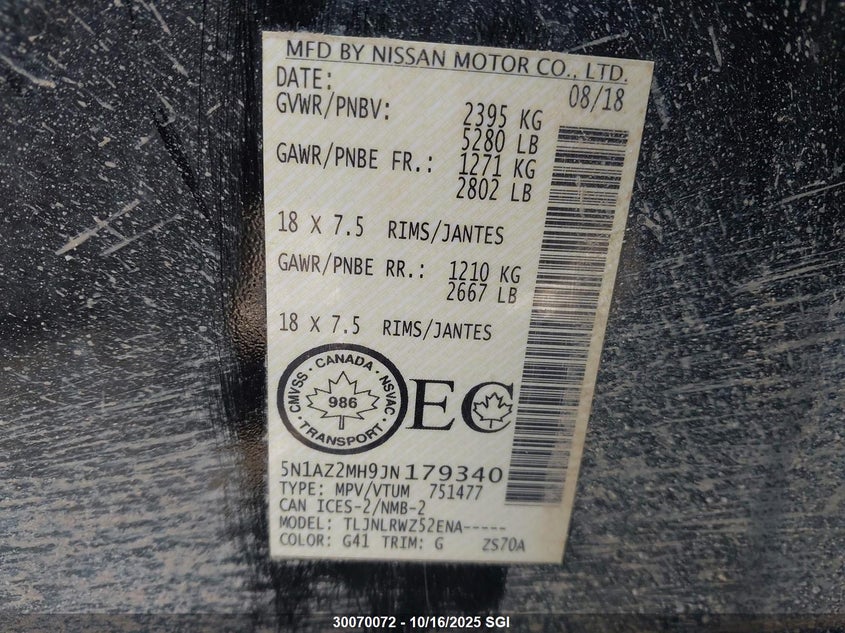 MFD BY NISSAN MOTOR CO., LTD.
DATE: 08/18
GVWR/PNBV: 2395 KG
5280 LB
GAWR/PNBE FR.: 1271 KG
2802 LB
18 X 7.5 RIMS/JANTES
GAWR/PNBE RR.: 1210 KG
2667 LB
18 X 7.5 RIMS/JANTES
CMVSS · CANADA · NSVAC
986
· TRANSPORT ·
EC
5N1AZ2MH9JN179340
TYPE: MPV/VTUM 751477
CAN ICES-2/NMB-2
MODEL: TLJNLRWZ52ENA-----
COLOR: G41 TRIM: G ZS70A
30070072 - 10/16/2025 SGI